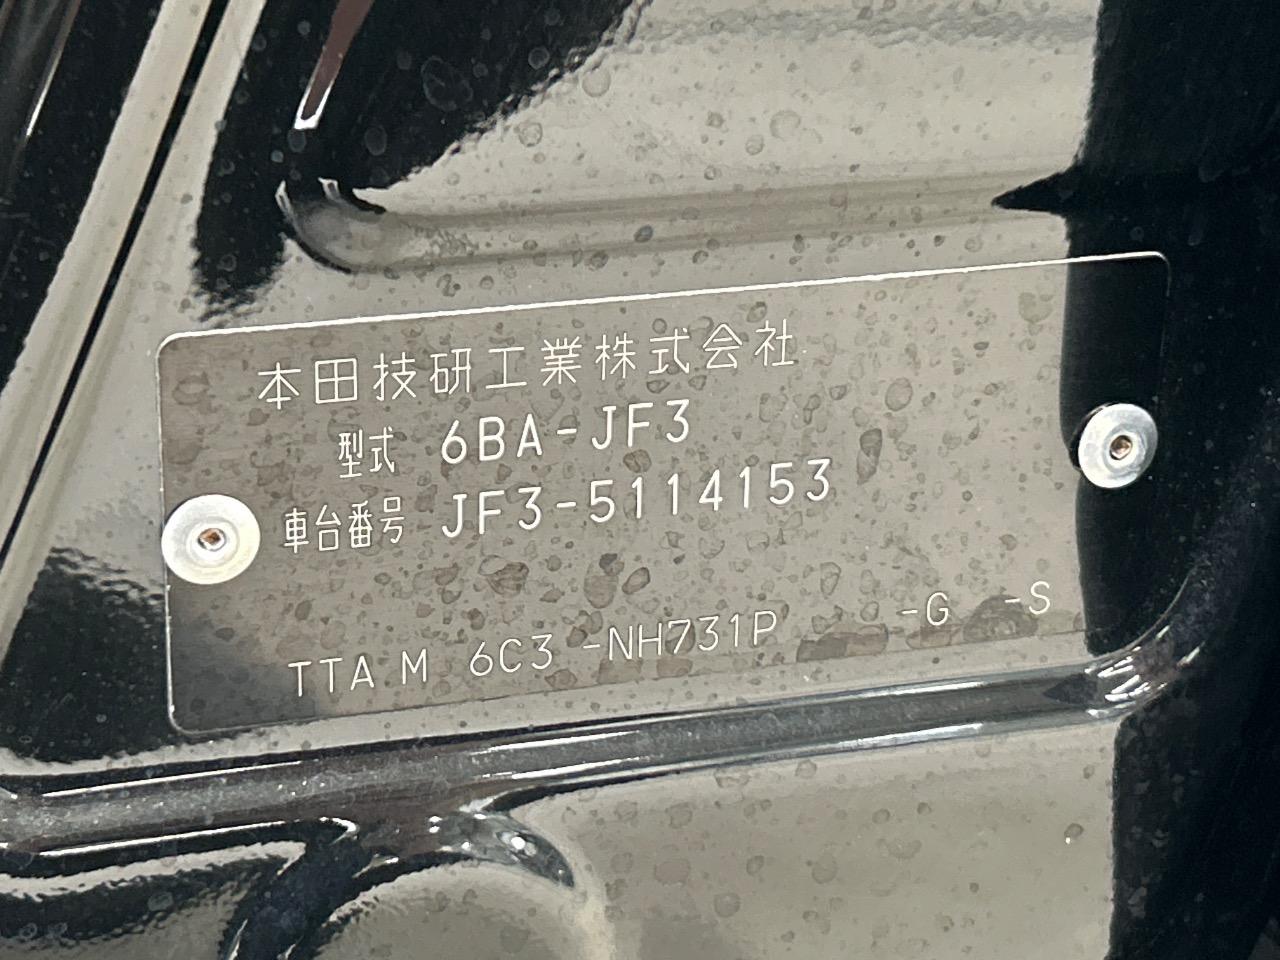 本田技研工業株式会社
型式 6BA-JF3
車台番号 JF3-5114153
TTA M 6C3 -NH731P -G -S